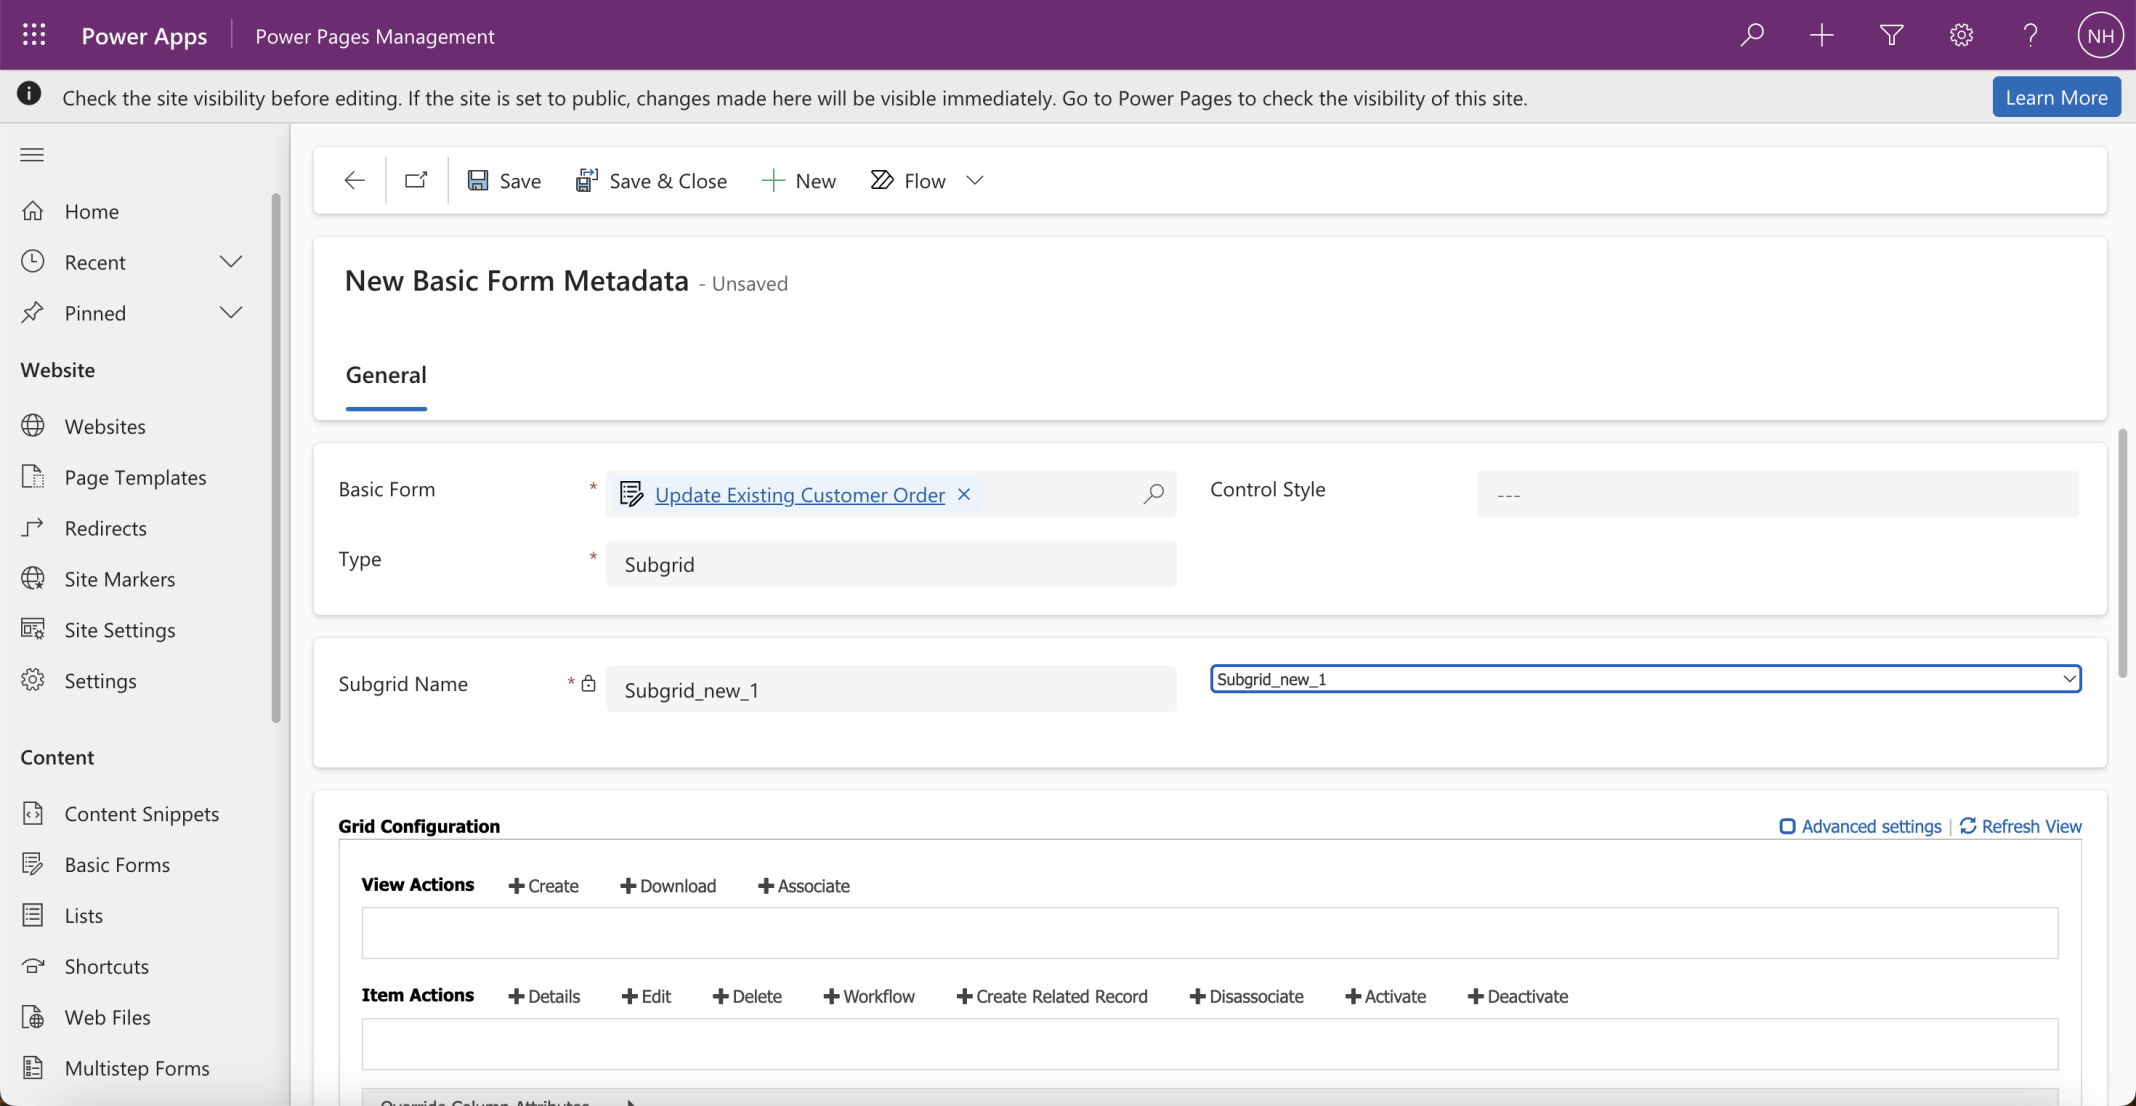 Power Apps
Power Pages Management
NH
Check the site visibility before editing. If the site is set to public, changes made here will be visible immediately. Go to Power Pages to check the visibility of this site.
Learn More
Save
Save & Close
New
Flow
Home
Recent
Pinned
Website
Websites
Page Templates
Redirects
Site Markers
Site Settings
Settings
Content
Content Snippets
Basic Forms
Lists
Shortcuts
Web Files
Multistep Forms
New Basic Form Metadata - Unsaved
General
Basic Form * Update Existing Customer Order
Control Style ---
Type * Subgrid
Subgrid Name * Subgrid_new_1
Subgrid_new_1
Grid Configuration
Advanced settings | Refresh View
View Actions +Create +Download +Associate
Item Actions +Details +Edit +Delete +Workflow +Create Related Record +Disassociate +Activate +Deactivate
Override Column Attributes